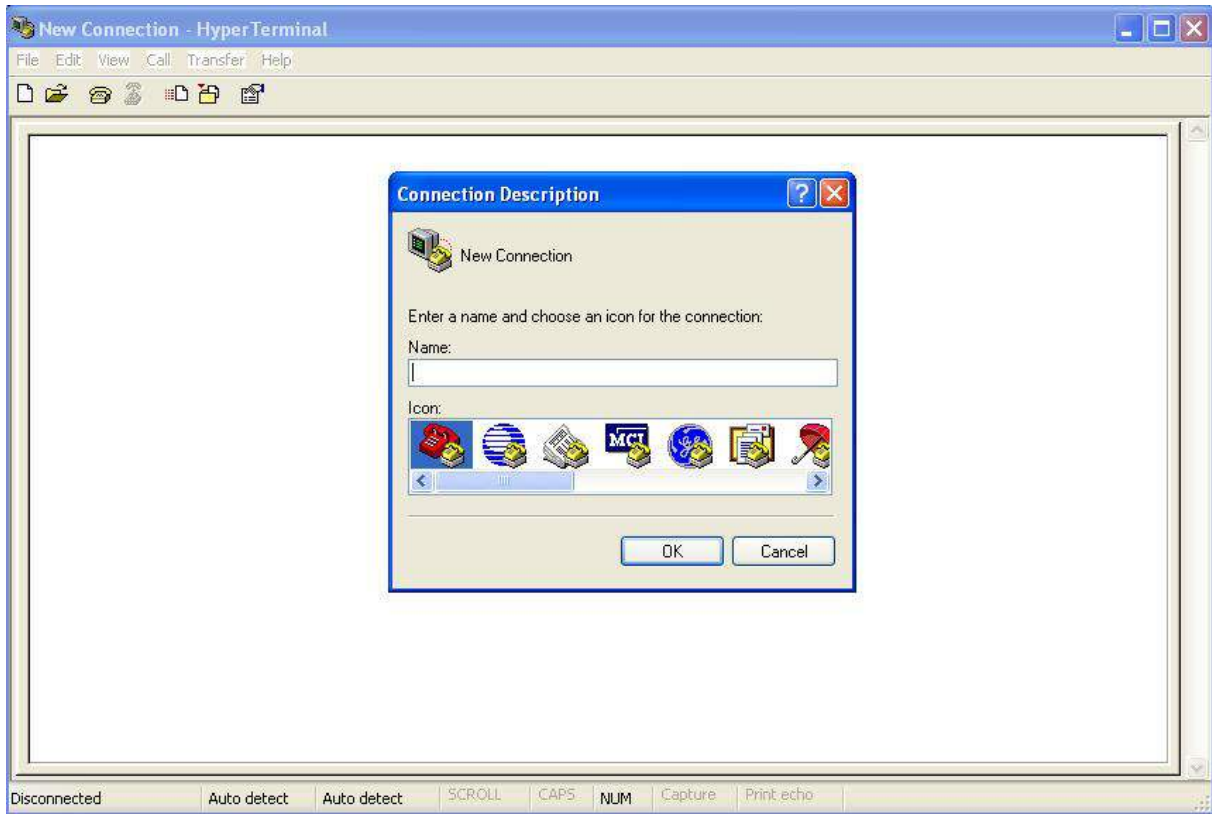 New Connection - HyperTerminal
File Edit View Call Transfer Help
Connection Description
New Connection
Enter a name and choose an icon for the connection:
Name:
Icon:
MCI
OK Cancel
Disconnected Auto detect Auto detect SCROLL CAPS NUM Capture Print echo